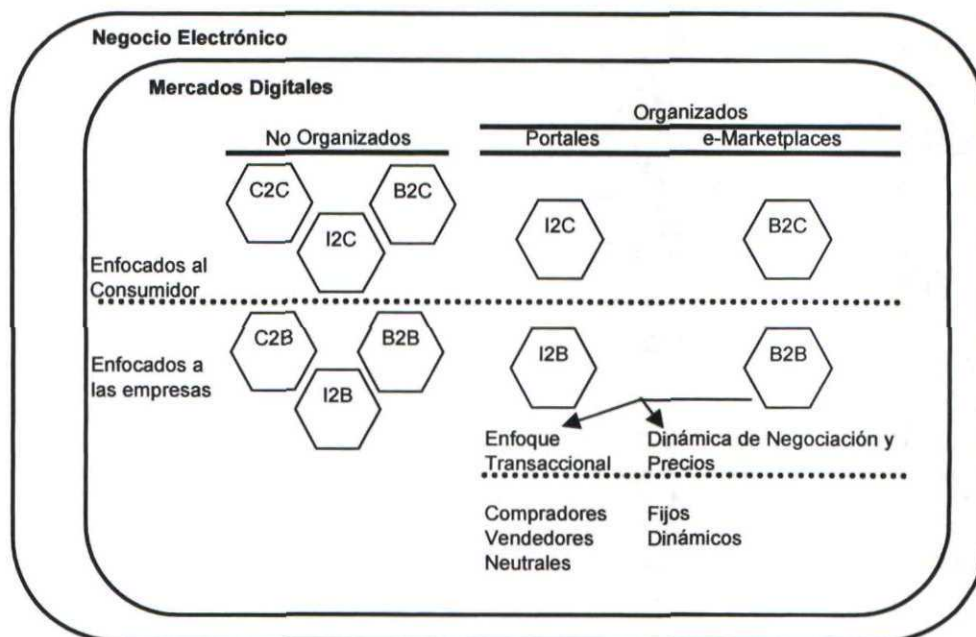 Negocio Electrónico
Mercados Digitales
Organizados
No Organizados
Portales
e-Marketplaces
C2C
B2C
I2C
I2C
B2C
Enfocados al
Consumidor
C2B
B2B
I2B
I2B
B2B
Enfocados a
las empresas
Enfoque
Transaccional
Dinámica de Negociación y
Precios
Compradores
Vendedores
Neutrales
Fijos
Dinámicos